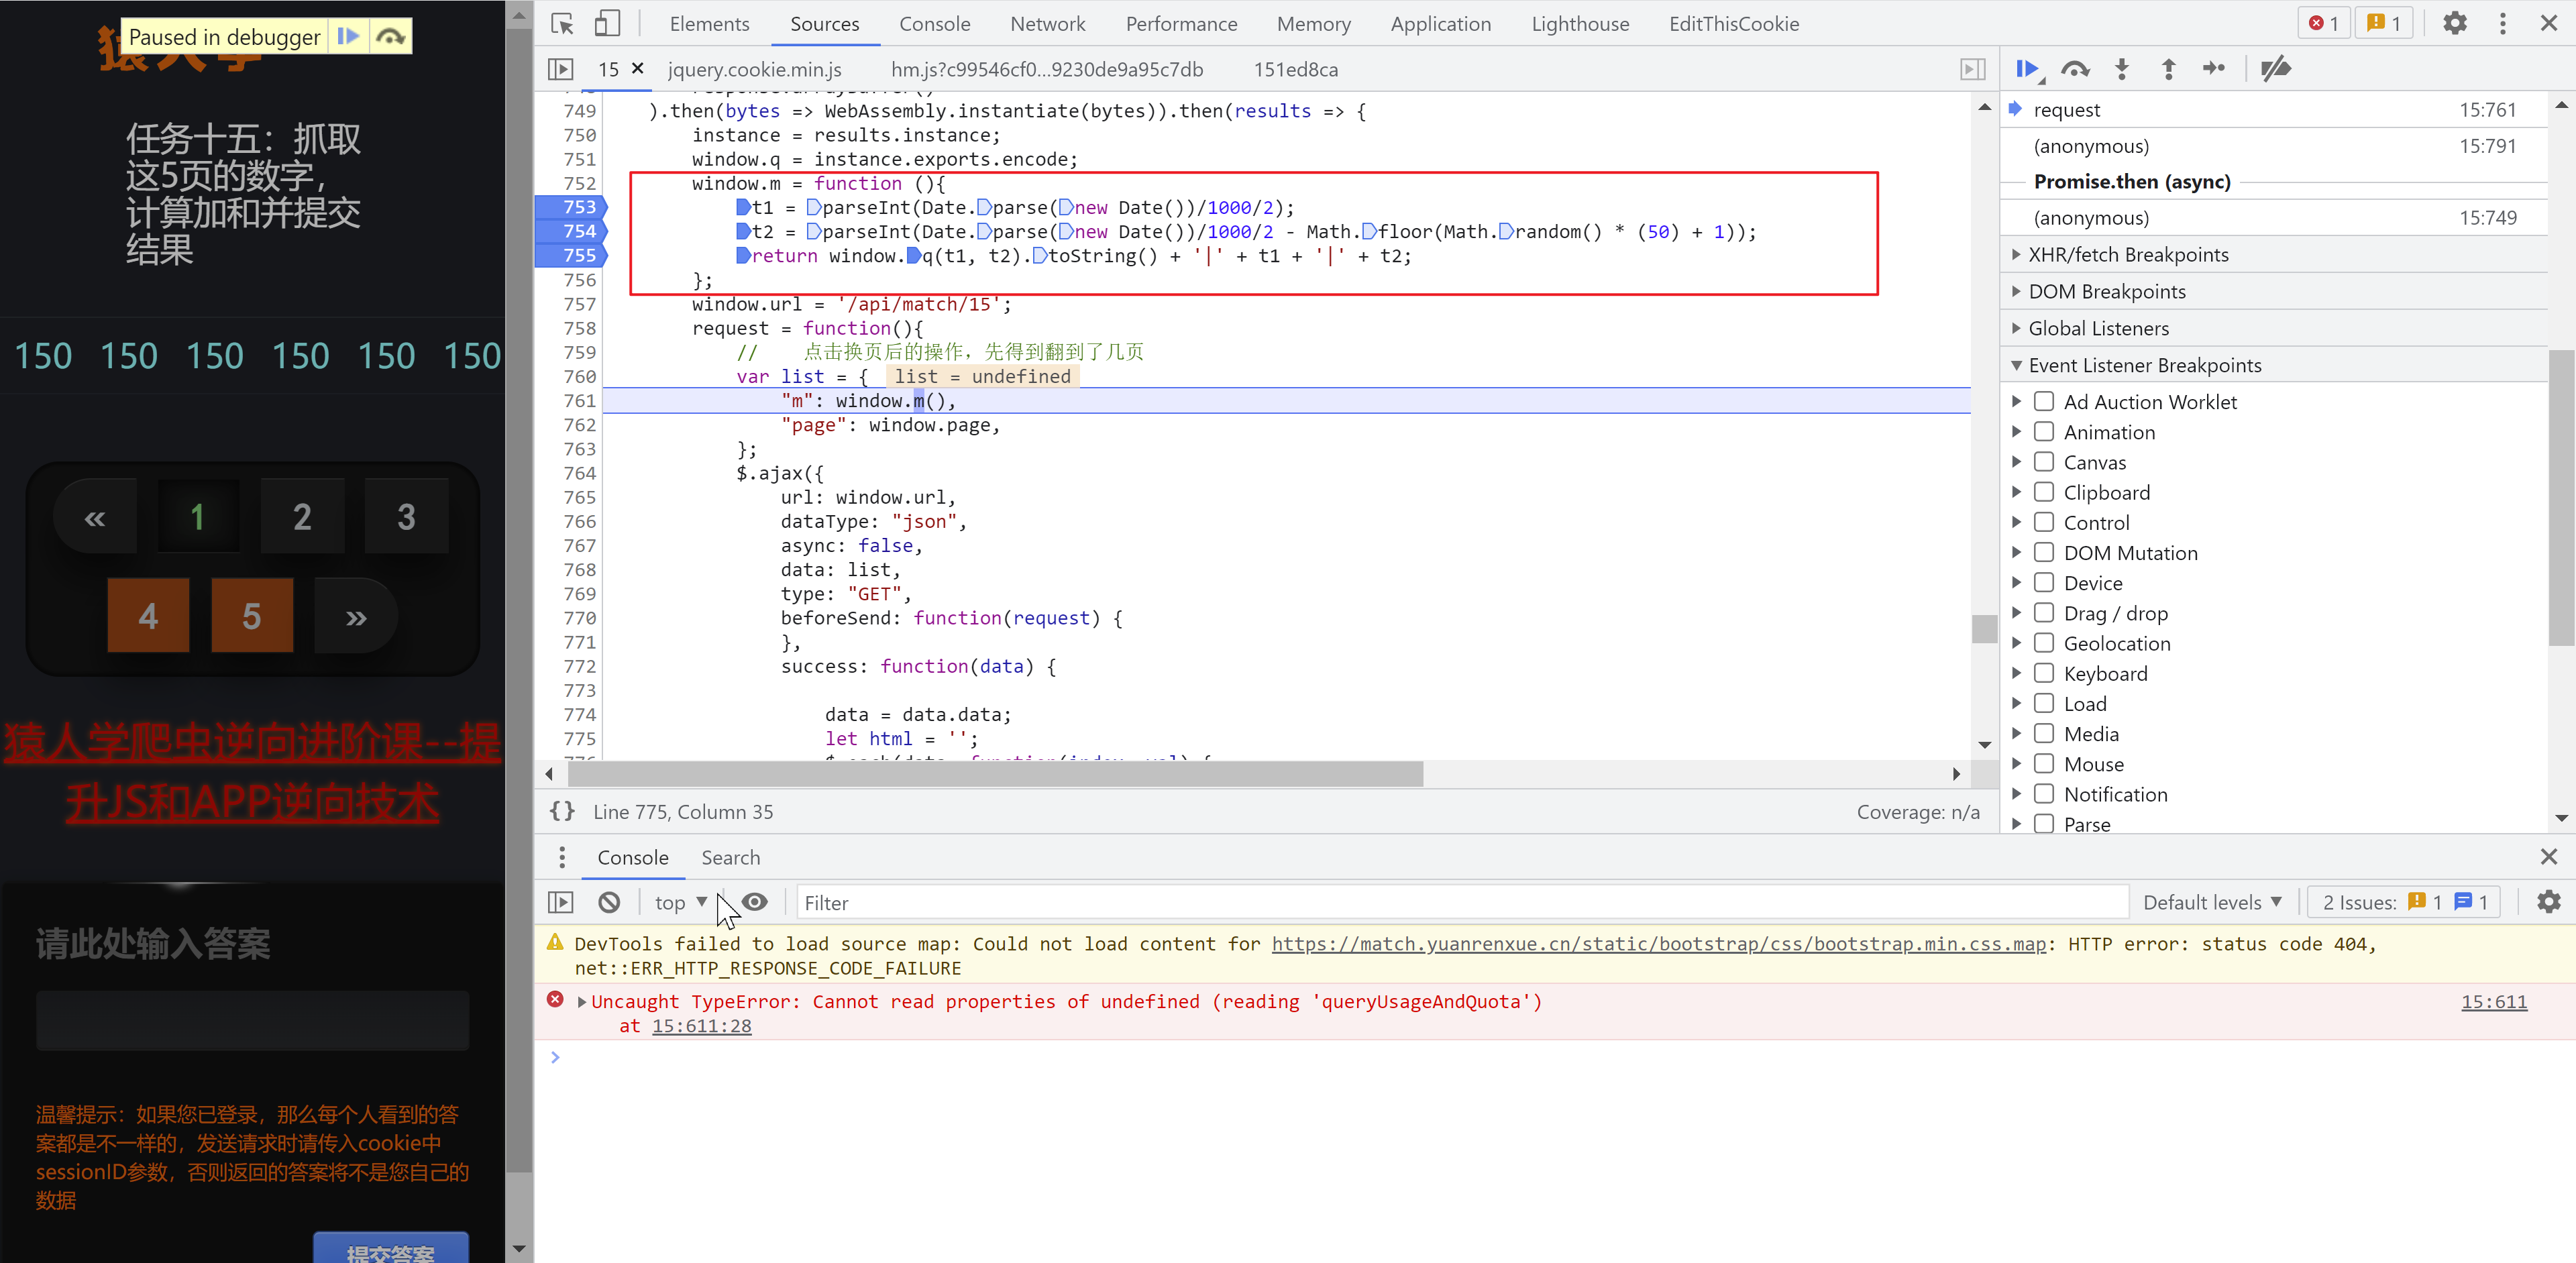 猿人学
Paused in debugger
任务十五：抓取
这5页的数字，
计算加和并提交
结果
150 150 150 150 150 150
« 1 2 3
4 5 »
猿人学爬虫逆向进阶课--提
升JS和APP逆向技术
请此处输入答案
温馨提示：如果您已登录，那么每个人看到的答
案都是不一样的，发送请求时请传入cookie中
sessionID参数，否则返回的答案将不是您自己的
数据
提交答案
Elements Sources Console Network Performance Memory Application Lighthouse EditThisCookie 1 1
15 × jquery.cookie.min.js hm.js?c99546cf0...9230de9a95c7db 151ed8ca
749 ).then(bytes => WebAssembly.instantiate(bytes)).then(results => {
750 instance = results.instance;
751 window.q = instance.exports.encode;
752 window.m = function (){
753 t1 = parseInt(Date.parse(new Date())/1000/2);
754 t2 = parseInt(Date.parse(new Date())/1000/2 - Math.floor(Math.random() * (50) + 1));
755 return window.q(t1, t2).toString() + '|' + t1 + '|' + t2;
756 };
757 window.url = '/api/match/15';
758 request = function(){
759 // 点击换页后的操作，先得到翻到了几页
760 var list = { list = undefined
761 "m": window.m(),
762 "page": window.page,
763 };
764 $.ajax({
765 url: window.url,
766 dataType: "json",
767 async: false,
768 data: list,
769 type: "GET",
770 beforeSend: function(request) {
771 },
772 success: function(data) {
773
774 data = data.data;
775 let html = '';
{} Line 775, Column 35 Coverage: n/a
request 15:761
(anonymous) 15:791
Promise.then (async)
(anonymous) 15:749
XHR/fetch Breakpoints
DOM Breakpoints
Global Listeners
Event Listener Breakpoints
Ad Auction Worklet
Animation
Canvas
Clipboard
Control
DOM Mutation
Device
Drag / drop
Geolocation
Keyboard
Load
Media
Mouse
Notification
Parse
Console Search
top Filter Default levels 2 Issues: 1 1
DevTools failed to load source map: Could not load content for https://match.yuanrenxue.cn/static/bootstrap/css/bootstrap.min.css.map: HTTP error: status code 404,
net::ERR_HTTP_RESPONSE_CODE_FAILURE
Uncaught TypeError: Cannot read properties of undefined (reading 'queryUsageAndQuota') 15:611
at 15:611:28